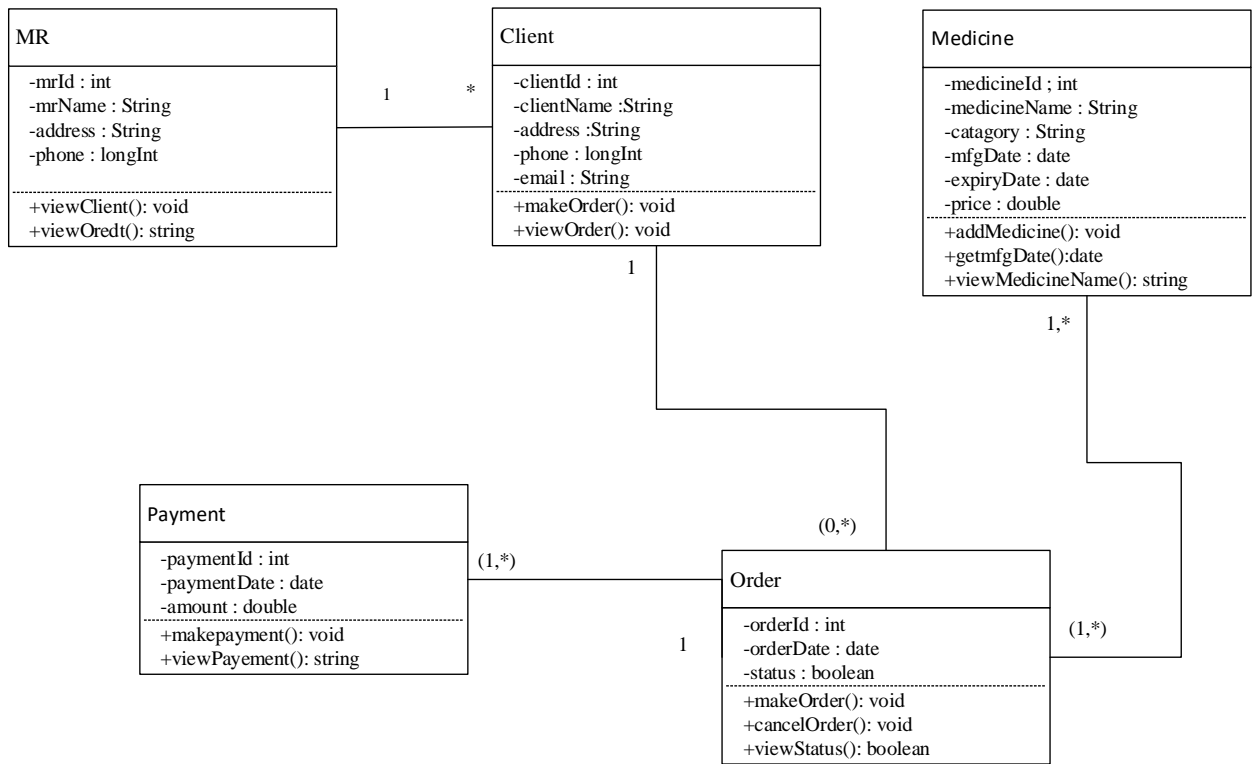 MR
-mrId : int
-mrName : String
-address : String
-phone : longInt
+viewClient(): void
+viewOredt(): string
1
*
Client
-clientId : int
-clientName :String
-address :String
-phone : longInt
-email : String
+makeOrder(): void
+viewOrder(): void
1
Medicine
-medicineId ; int
-medicineName : String
-catagory : String
-mfgDate : date
-expiryDate : date
-price : double
+addMedicine(): void
+getmfgDate():date
+viewMedicineName(): string
1,*
Payment
-paymentId : int
-paymentDate : date
-amount : double
+makepayment(): void
+viewPayement(): string
(1,*)
1
(0,*)
Order
-orderId : int
-orderDate : date
-status : boolean
+makeOrder(): void
+cancelOrder(): void
+viewStatus(): boolean
(1,*)